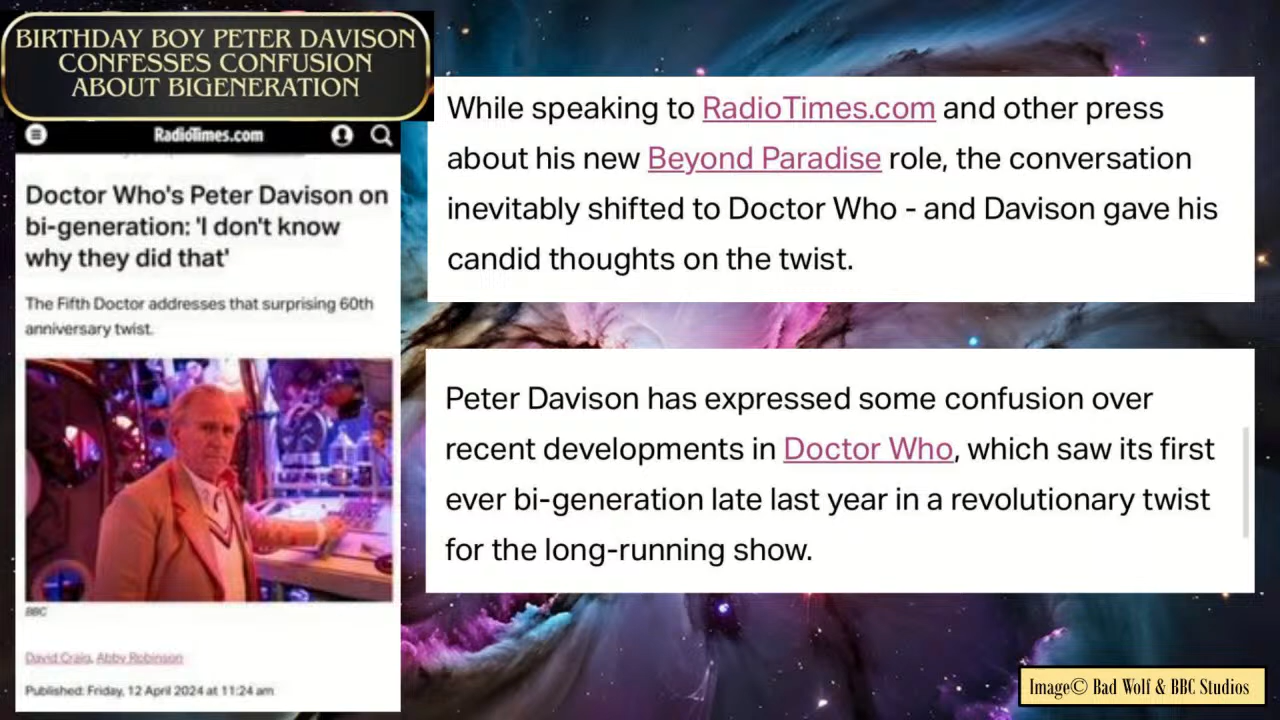 BIRTHDAY BOY PETER DAVISON
CONFESSES CONFUSION
ABOUT BIGENERATION
RadioTimes.com
Doctor Who's Peter Davison on
bi-generation: 'I don't know
why they did that'
The Fifth Doctor addresses that surprising 60th
anniversary twist.
BBC
David Craig, Abby Robinson
Published: Friday, 12 April 2024 at 11:24 am
While speaking to RadioTimes.com and other press
about his new Beyond Paradise role, the conversation
inevitably shifted to Doctor Who - and Davison gave his
candid thoughts on the twist.
Peter Davison has expressed some confusion over
recent developments in Doctor Who, which saw its first
ever bi-generation late last year in a revolutionary twist
for the long-running show.
Image© Bad Wolf & BBC Studios